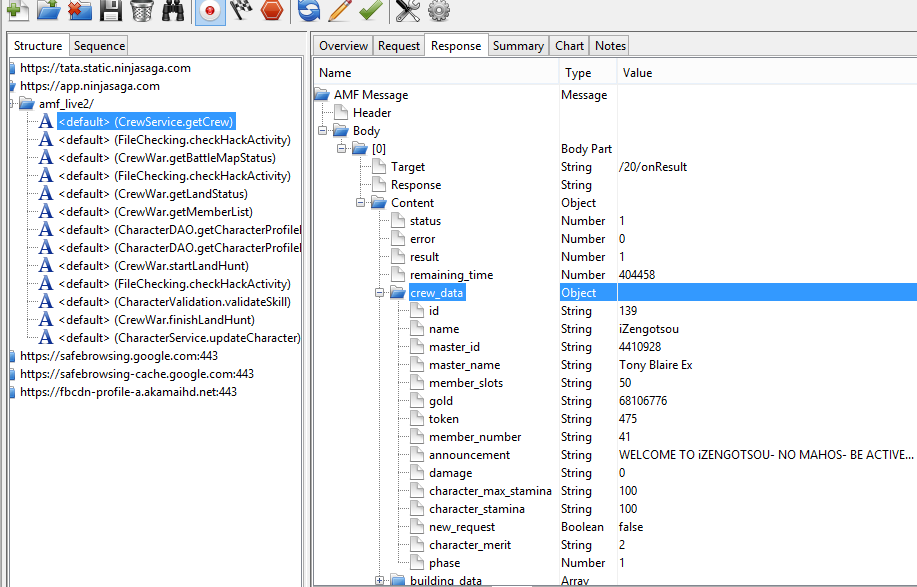 Structure Sequence
https://tata.static.ninjasaga.com
https://app.ninjasaga.com
amf_live2/
<default> (CrewService.getCrew)
<default> (FileChecking.checkHackActivity)
<default> (CrewWar.getBattleMapStatus)
<default> (FileChecking.checkHackActivity)
<default> (CrewWar.getLandStatus)
<default> (CrewWar.getMemberList)
<default> (CharacterDAO.getCharacterProfile
<default> (CharacterDAO.getCharacterProfile
<default> (CrewWar.startLandHunt)
<default> (FileChecking.checkHackActivity)
<default> (CharacterValidation.validateSkill)
<default> (CrewWar.finishLandHunt)
<default> (CharacterService.updateCharacter)
https://safebrowsing.google.com:443
https://safebrowsing-cache.google.com:443
https://fbcdn-profile-a.akamaihd.net:443
Overview Request Response Summary Chart Notes
Name Type Value
AMF Message Message
Header
Body
[0] Body Part
Target String /20/onResult
Response String
Content Object
status Number 1
error Number 0
result Number 1
remaining_time Number 404458
crew_data Object
id String 139
name String iZengotsou
master_id String 4410928
master_name String Tony Blaire Ex
member_slots String 50
gold String 68106776
token String 475
member_number String 41
announcement String WELCOME TO iZENGOTSOU- NO MAHOS- BE ACTIVE...
damage String 0
character_max_stamina String 100
character_stamina String 100
new_request Boolean false
character_merit String 2
phase Number 1
building_data Array